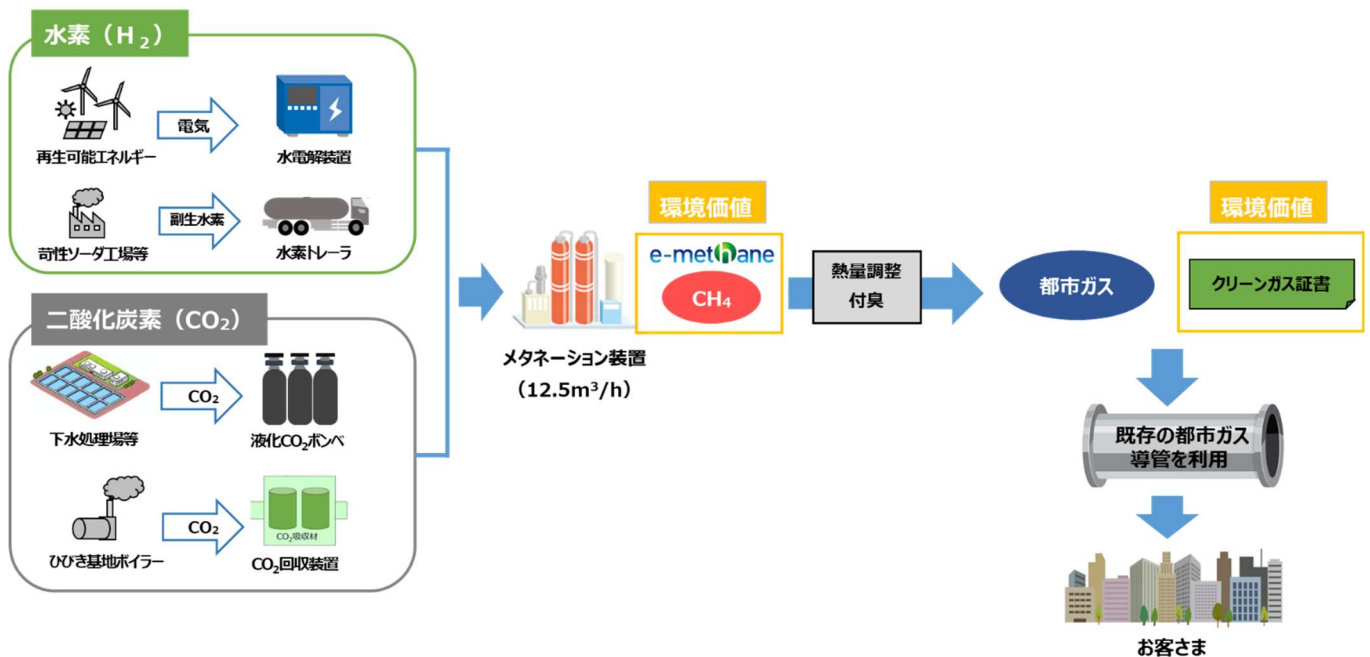 水素（H₂）
再生可能エネルギー
電気
水電解装置
苛性ソーダ工場等
副生水素
水素トレーラ
二酸化炭素（CO₂）
下水処理場等
CO₂
液化CO₂ボンベ
ひびき基地ボイラー
CO₂
CO₂吸収材
CO₂回収装置
メタネーション装置
（12.5m³/h）
環境価値
e-methane
CH₄
熱量調整
付臭
都市ガス
環境価値
クリーンガス証書
既存の都市ガス
導管を利用
お客さま